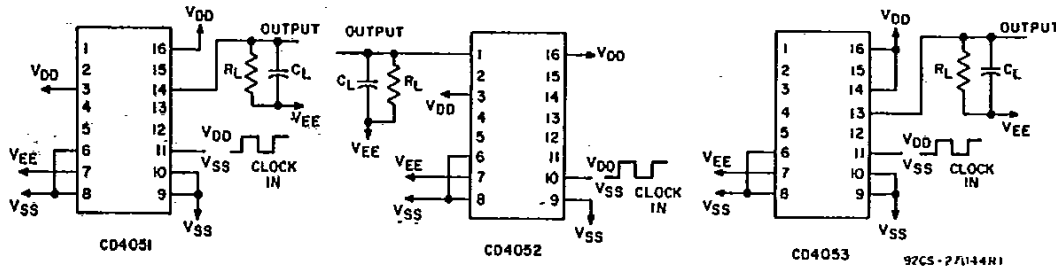 VDD
OUTPUT
1 16
2 15
VDD 3 14
4 13
5 12
6 11
VEE 7 10
VSS 8 9
RL CL
VEE
VDD
VSS
CLOCK
IN
VSS
CD4051
OUTPUT
CL RL
VEE
1 16 VDD
2 15
VDD 3 14
4 13
5 12
6 11
VEE 7 10
VSS 8 9
VDD
VSS
CLOCK
IN
VSS
CD4052
VDD
OUTPUT
1 16
2 15
3 14
4 13
5 12
6 11
VEE 7 10
VSS 8 9
RL CL
VEE
VDD
VSS
CLOCK
IN
VSS
CD4053